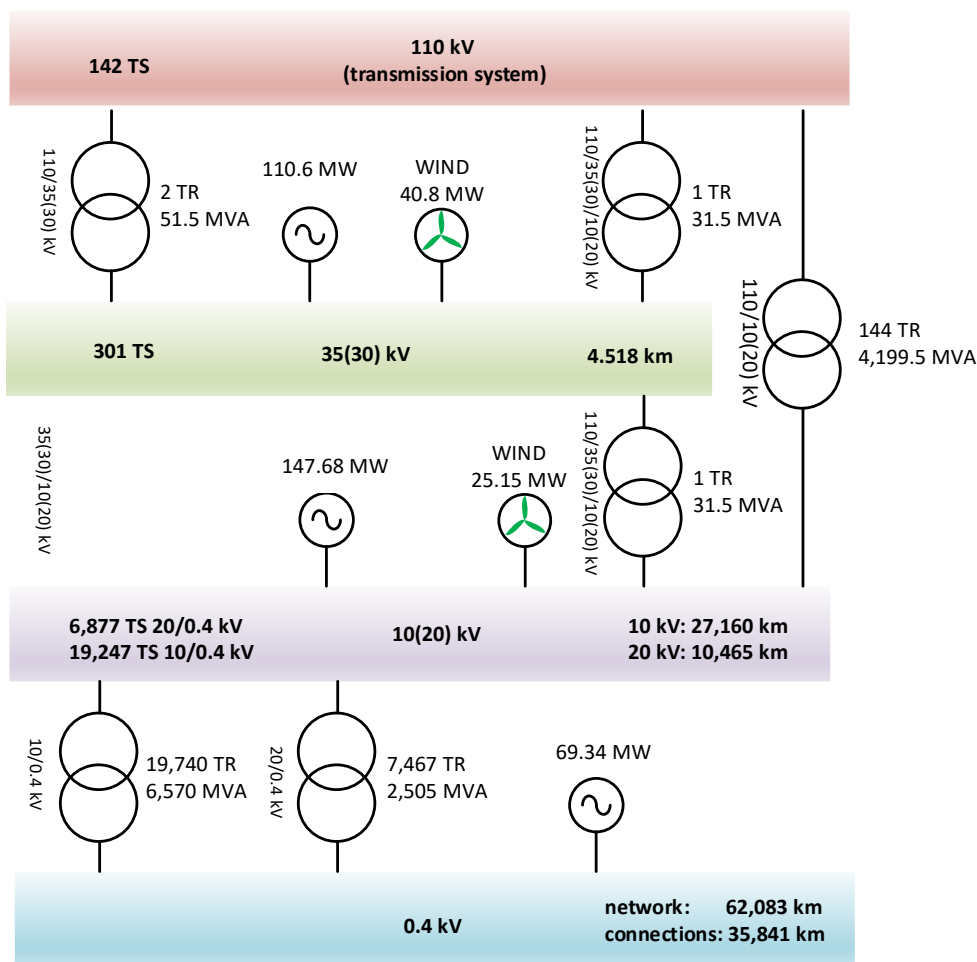 110 kV
142 TS
(transmission system)
110/35(30) kV
2 TR
51.5 MVA
110.6 MW
WIND
40.8 MW
110/35(30)/10(20) kV
1 TR
31.5 MVA
110/10(20) kV
144 TR
4,199.5 MVA
301 TS
35(30) kV
4.518 km
35(30)/10(20) kV
147.68 MW
WIND
25.15 MW
110/35(30)/10(20) kV
1 TR
31.5 MVA
6,877 TS 20/0.4 kV
19,247 TS 10/0.4 kV
10(20) kV
10 kV: 27,160 km
20 kV: 10,465 km
10/0.4 kV
19,740 TR
6,570 MVA
20/0.4 kV
7,467 TR
2,505 MVA
69.34 MW
0.4 kV
network: 62,083 km
connections: 35,841 km